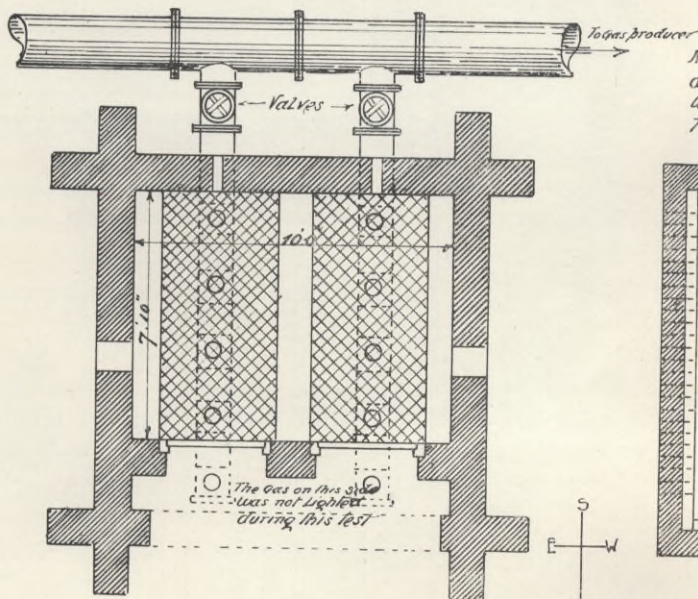 To Gas producer
Valves
10'0
7'10"
The Gas on this side
was not Lighted
during this test
S
E
W